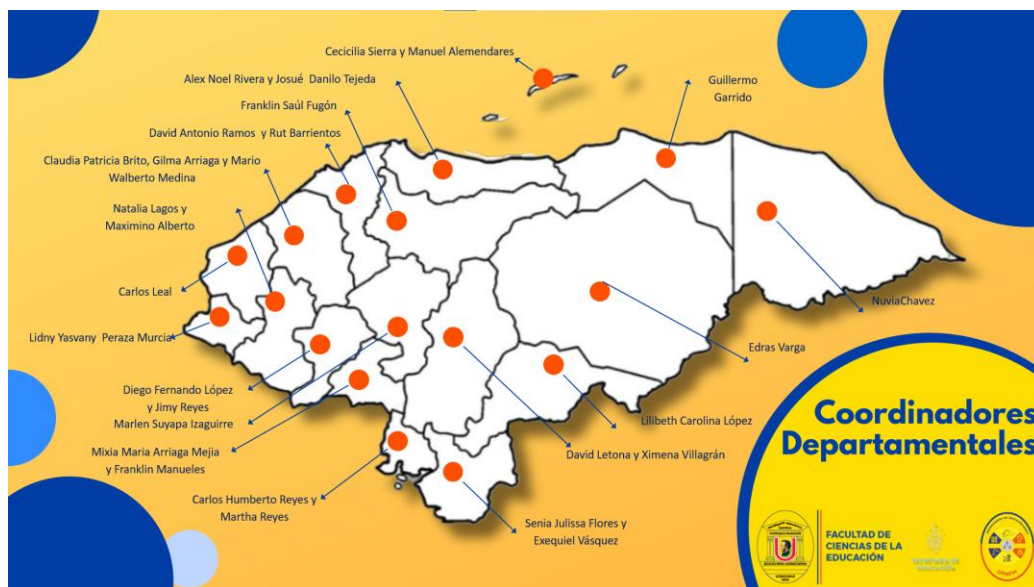 Cecicilia Sierra y Manuel Alemendares
Alex Noel Rivera y Josué Danilo Tejeda
Guillermo
Garrido
Franklin Saúl Fugón
David Antonio Ramos y Rut Barrientos
Claudia Patricia Brito, Gilma Arriaga y Mario
Walberto Medina
Natalia Lagos y
Maximino Alberto
Carlos Leal
NuviaChavez
Lidny Yasvany Peraza Murcia
Edras Varga
Diego Fernando López
y Jimy Reyes
Marlen Suyapa Izaguirre
Lilibeth Carolina López
Mixia Maria Arriaga Mejia
y Franklin Manueles
David Letona y Ximena Villagrán
Carlos Humberto Reyes y
Martha Reyes
Senia Julissa Flores y
Exequiel Vásquez
Coordinadores
Departamentales
FACULTAD DE
CIENCIAS DE LA
EDUCACIÓN